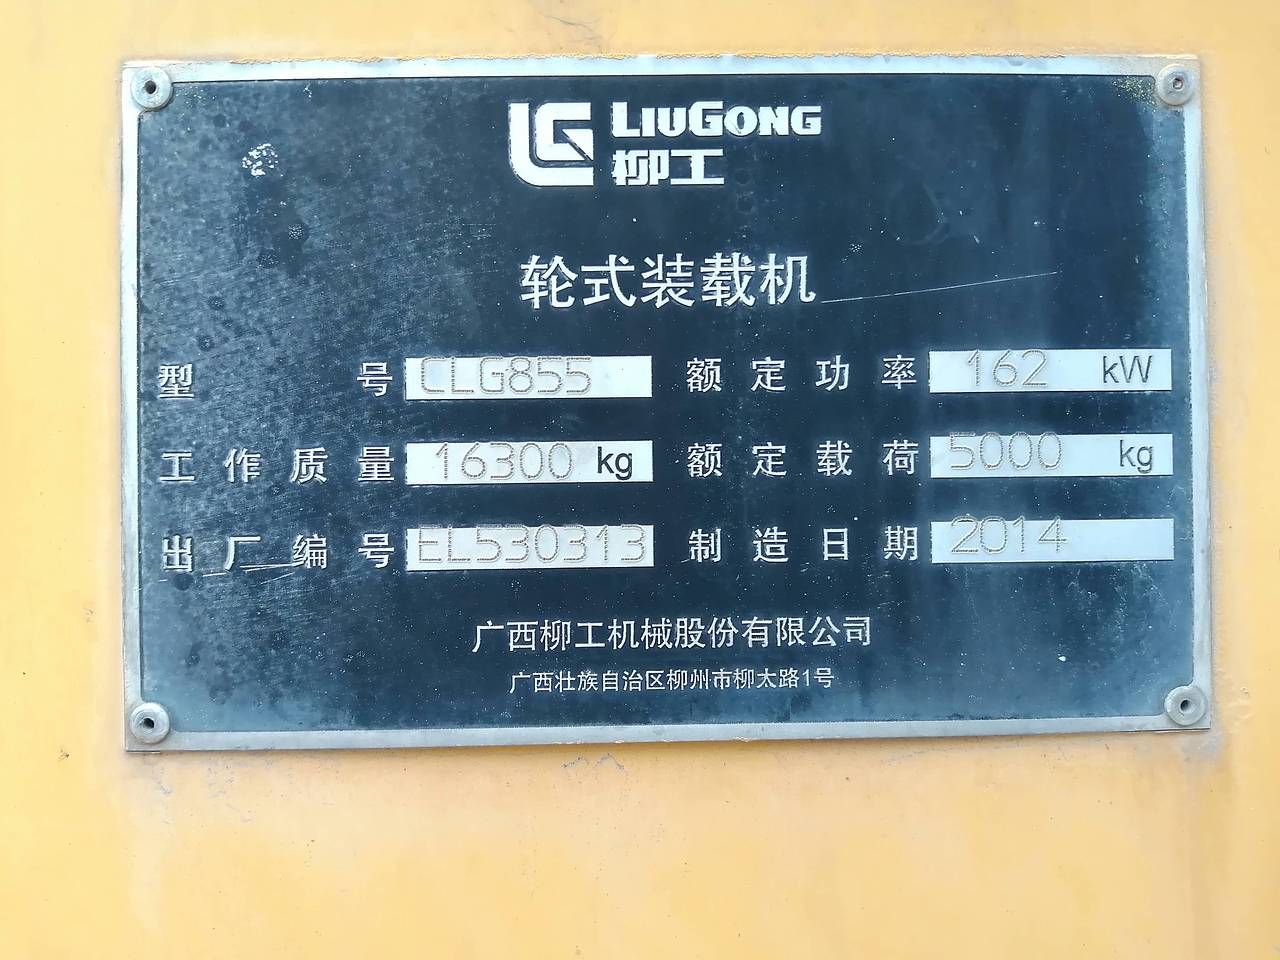 LIUGONG
柳工
轮式装载机
型号 CLG855 额定功率 162 kW
工作质量 16300 kg 额定载荷 5000 kg
出厂编号 EL530313 制造日期 2014
广西柳工机械股份有限公司
广西壮族自治区柳州市柳太路1号